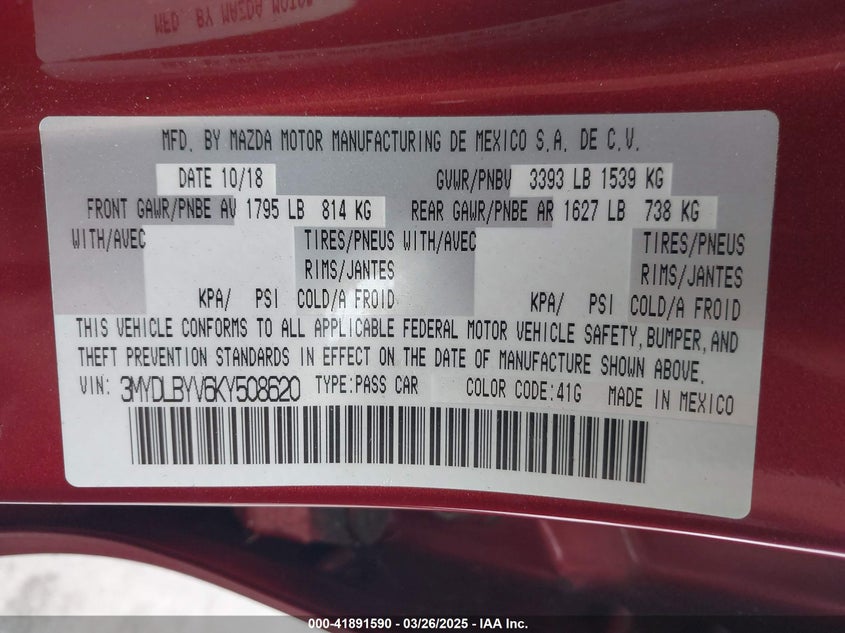 MFD. BY MAZDA MOTOR
MFD. BY MAZDA MOTOR MANUFACTURING DE MEXICO S.A. DE C.V.
DATE 10/18 GVWR/PNBV 3393 LB 1539 KG
FRONT GAWR/PNBE AV 1795 LB 814 KG REAR GAWR/PNBE AR 1627 LB 738 KG
WITH/AVEC TIRES/PNEUS WITH/AVEC TIRES/PNEUS
RIMS/JANTES RIMS/JANTES
KPA/ PSI COLD/A FROID KPA/ PSI COLD/A FROID
THIS VEHICLE CONFORMS TO ALL APPLICABLE FEDERAL MOTOR VEHICLE SAFETY, BUMPER, AND
THEFT PREVENTION STANDARDS IN EFFECT ON THE DATE OF MANUFACTURE SHOWN ABOVE.
VIN: 3MYDLBYV6KY508620 TYPE:PASS CAR COLOR CODE:41G MADE IN MEXICO
000-41891590 / 03/26/2025 - IAA Inc.